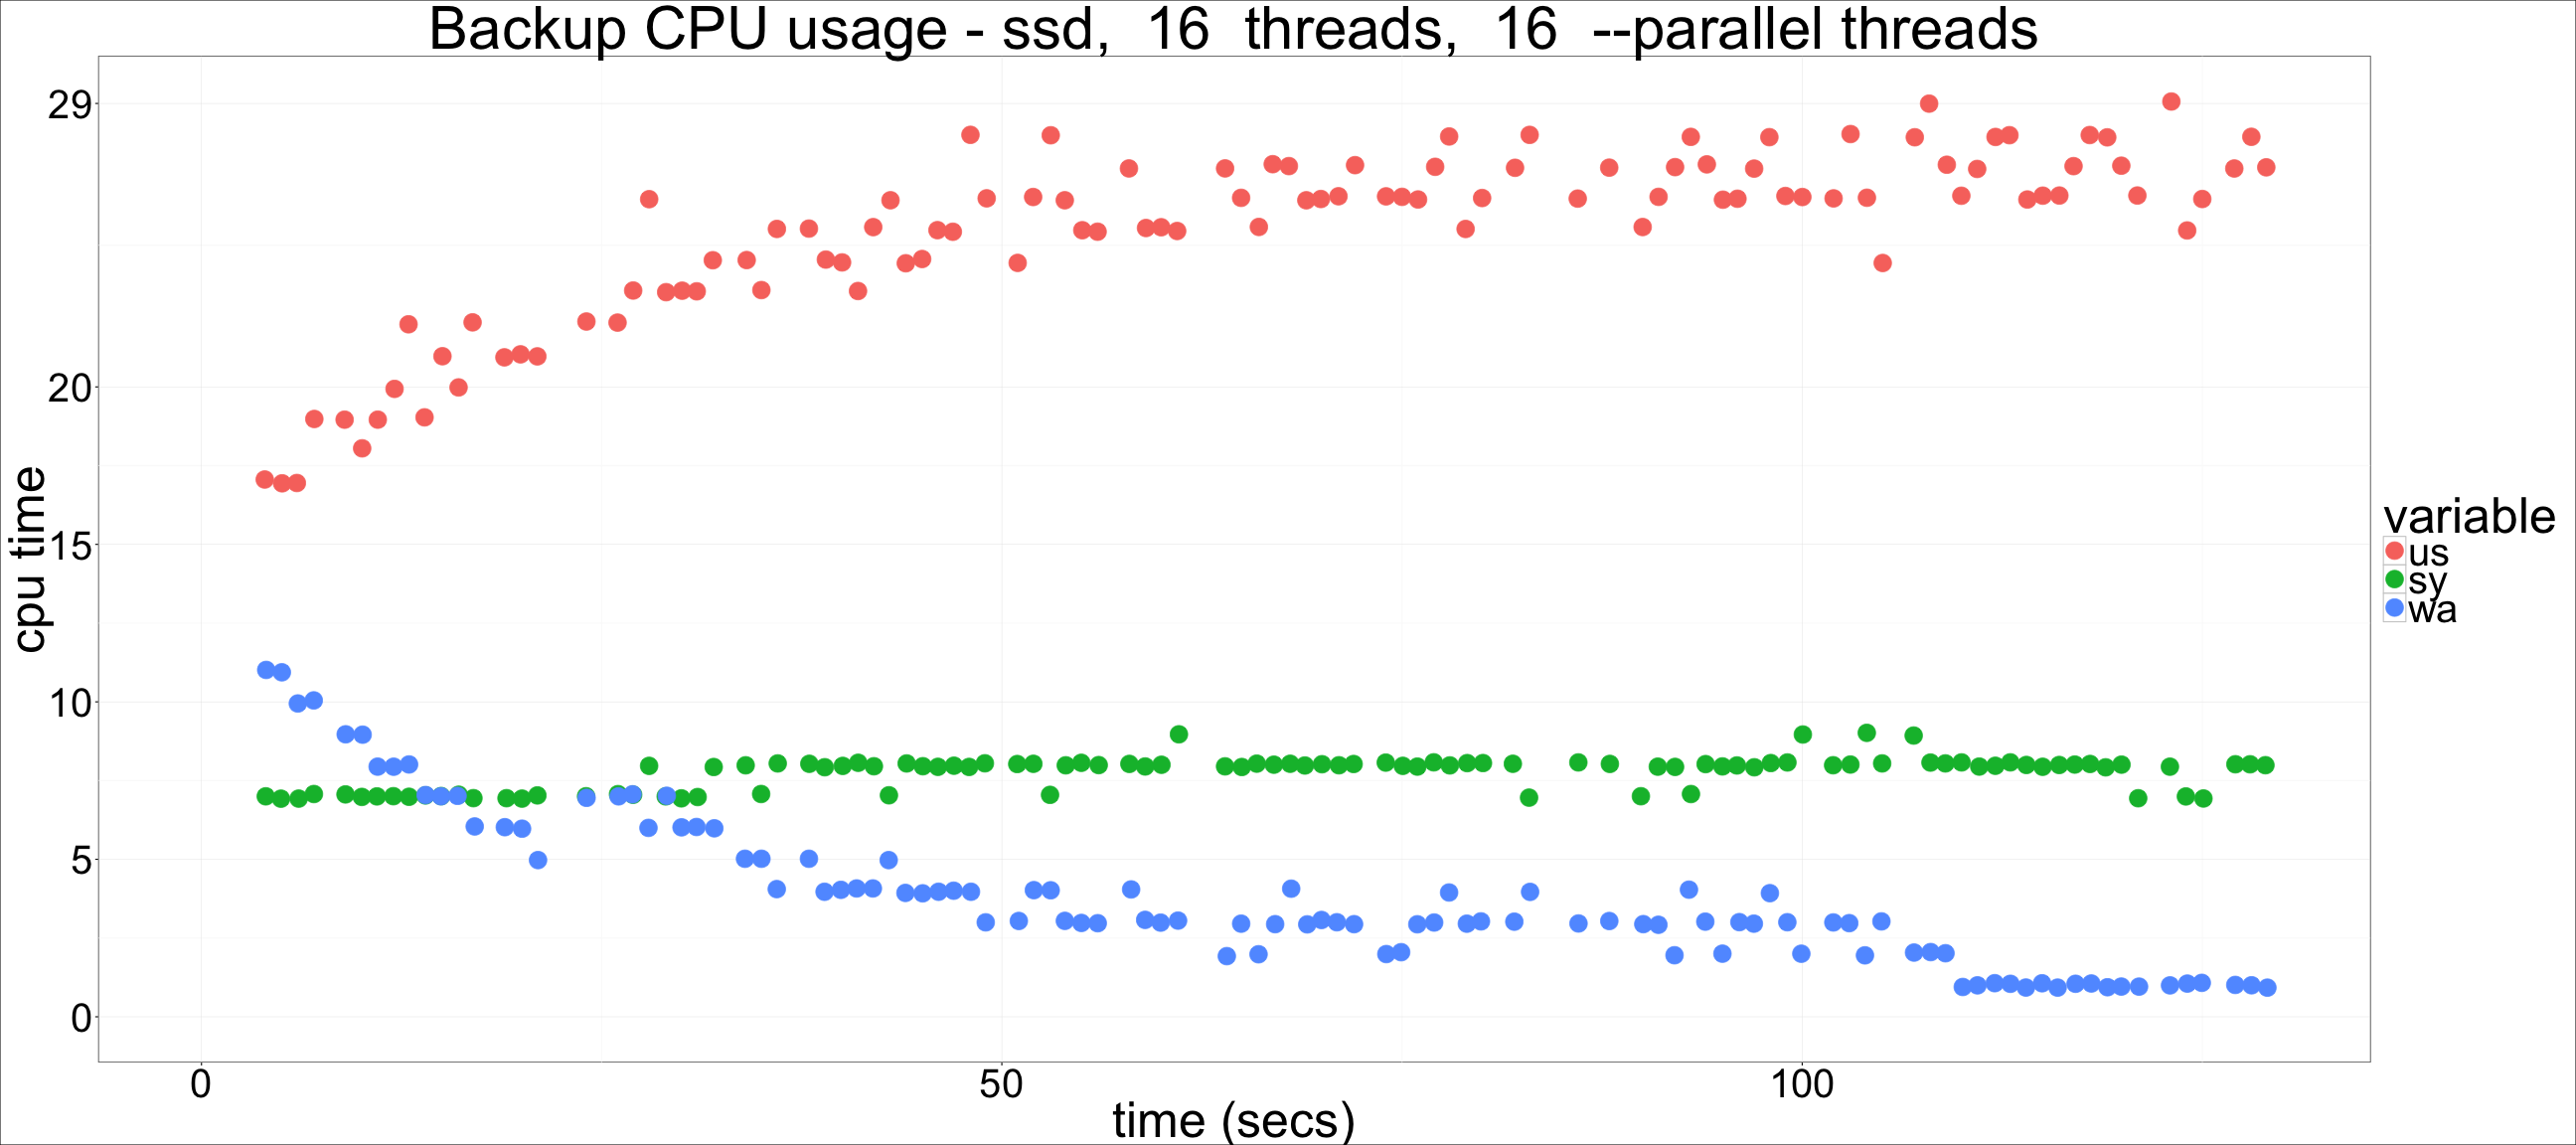 Backup CPU usage - ssd,  16  threads,  16  --parallel threads
29
20
15
10
5
0
cpu time
0 50 100
time (secs)
variable
us
sy
wa